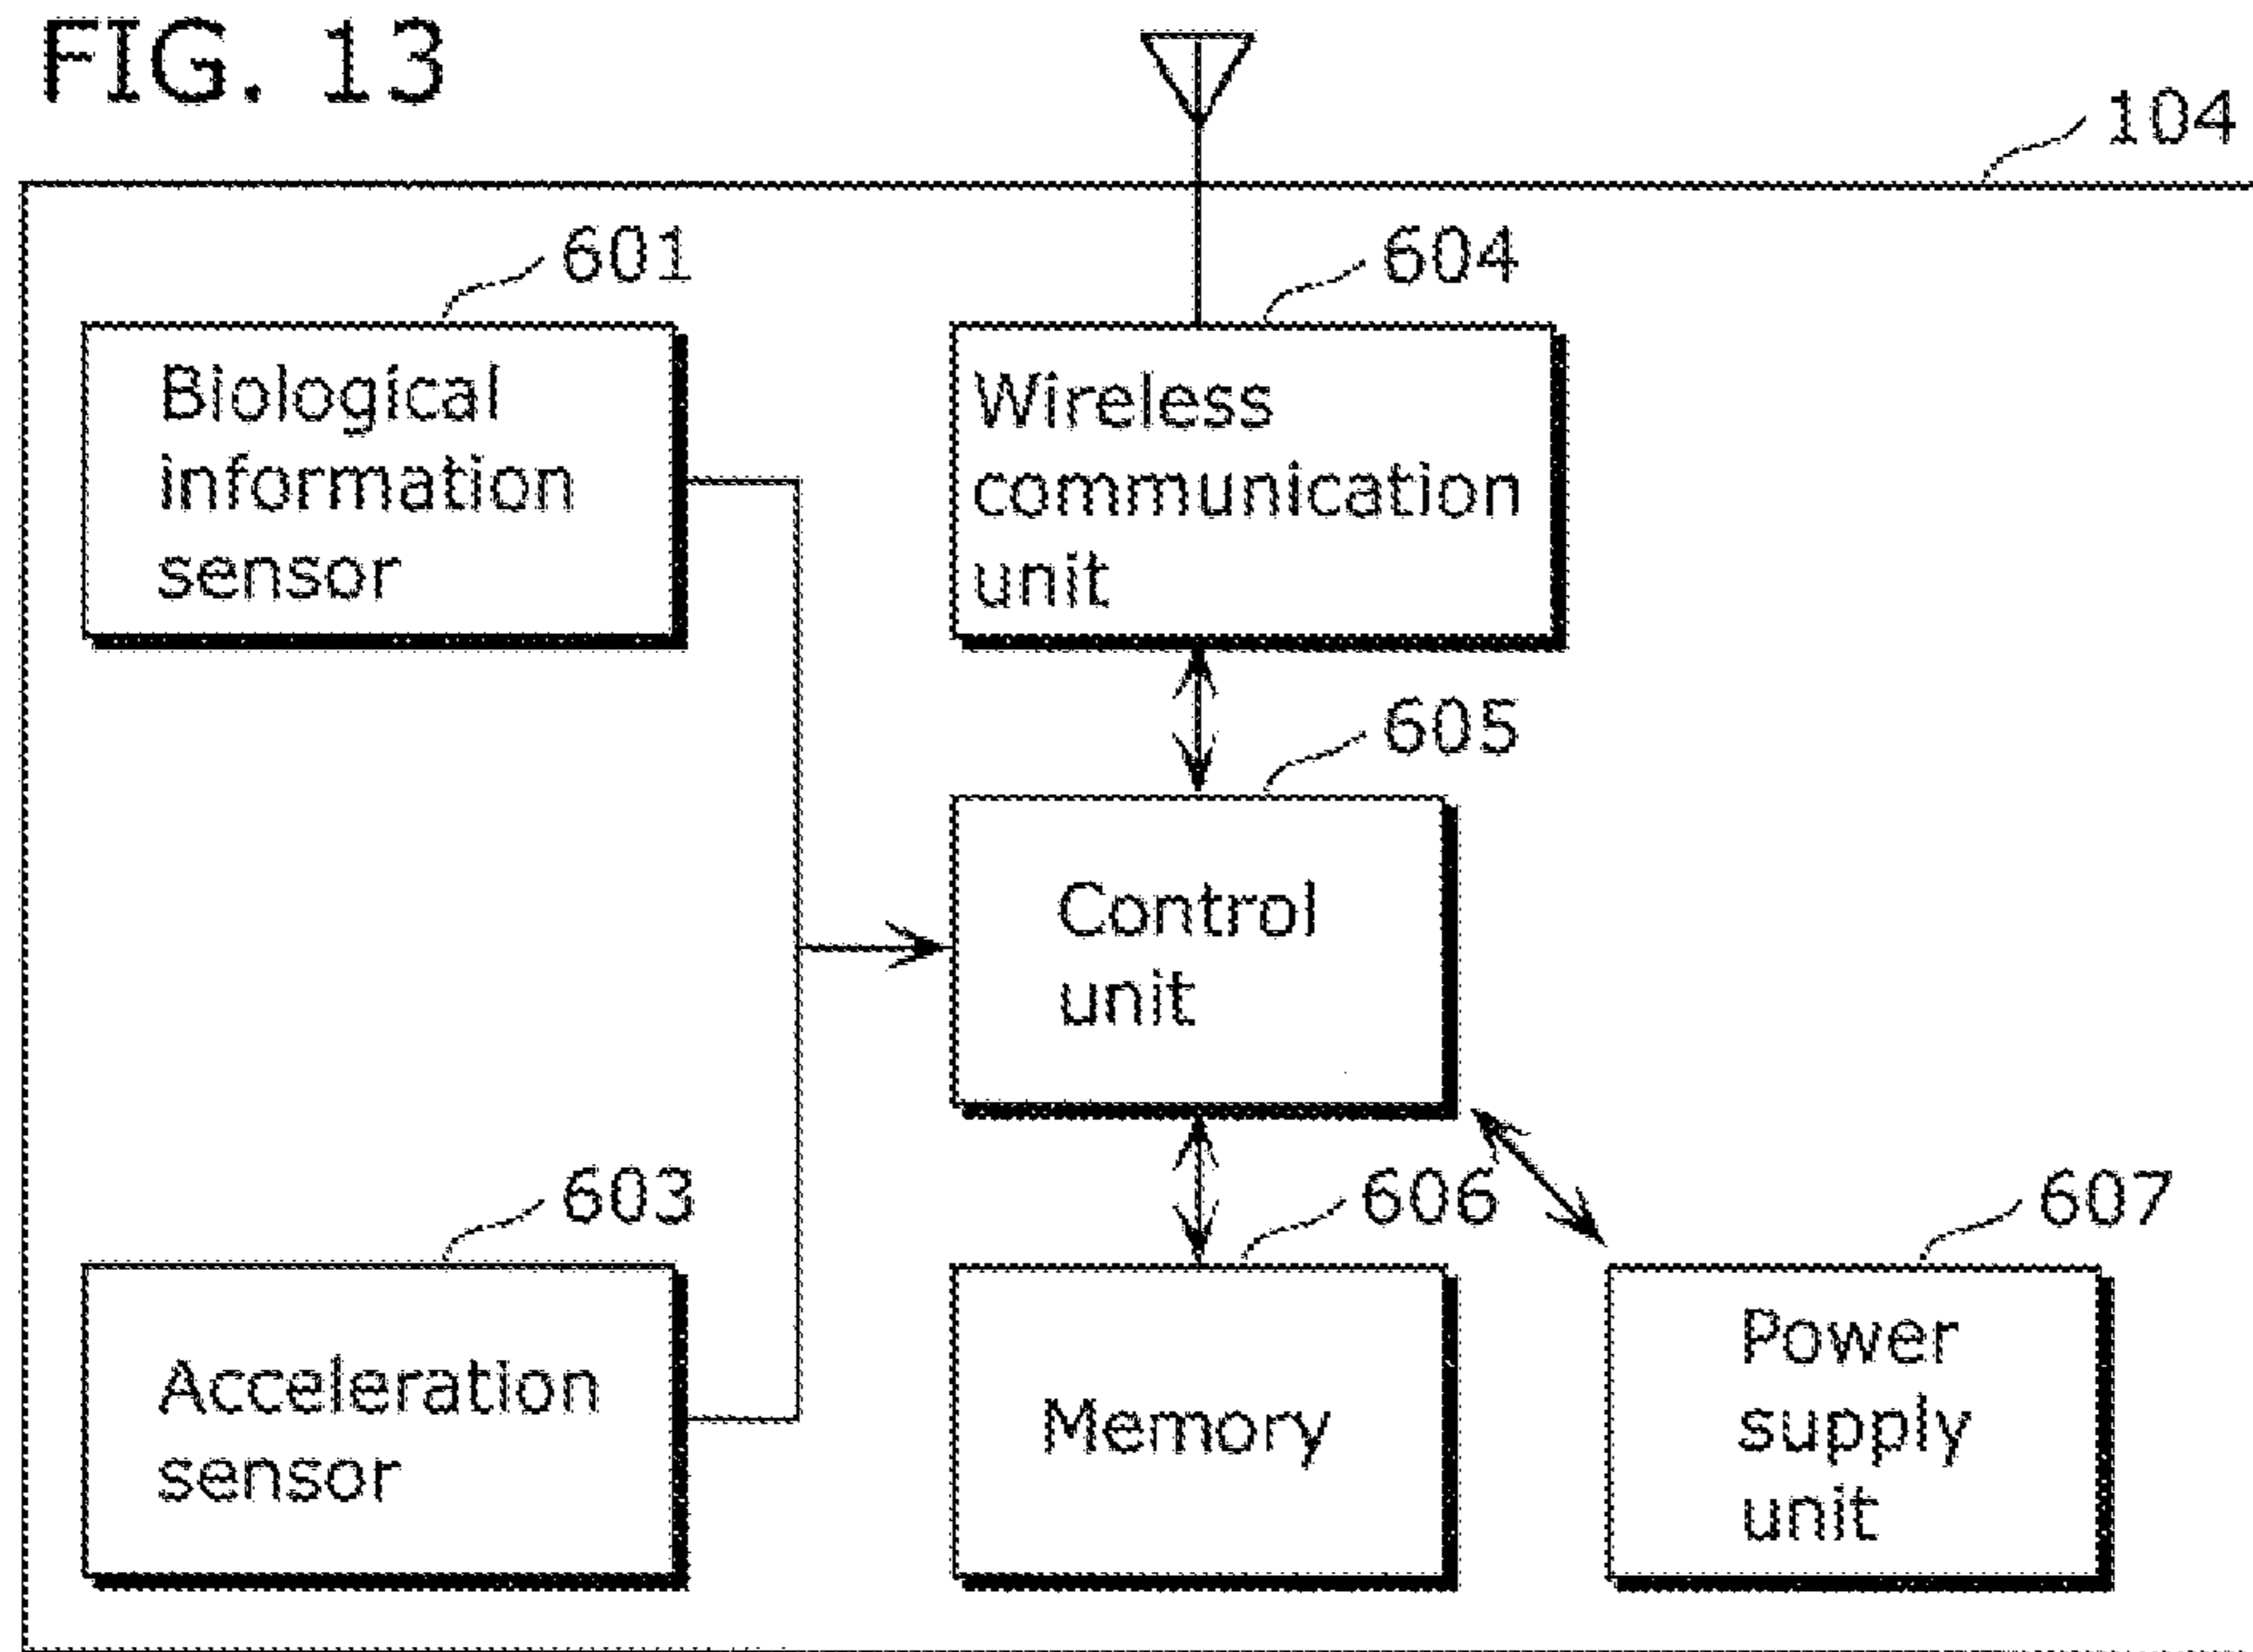 FIG. 13
104
601
Biological
information
sensor
604
Wireless
communication
unit
605
Control
unit
603
Acceleration
sensor
606
Memory
607
Power
supply
unit